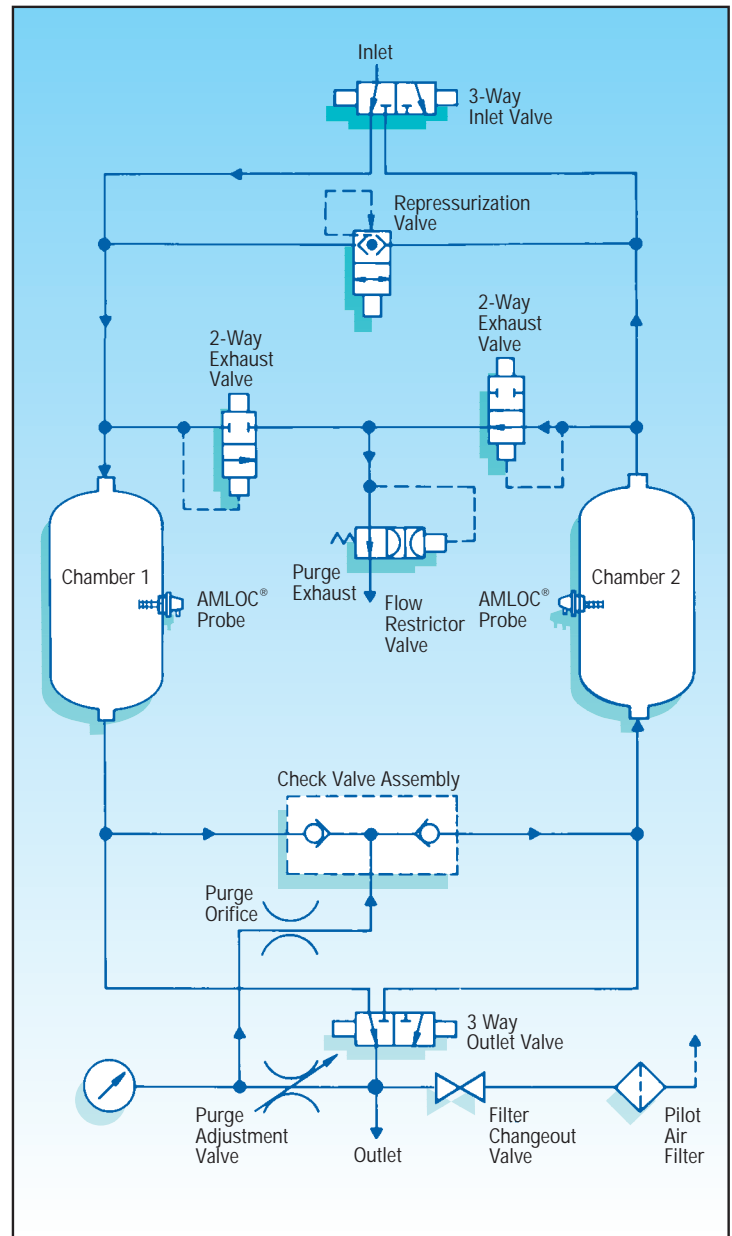 Inlet
3-Way
Inlet Valve
Repressurization
Valve
2-Way
Exhaust
Valve
2-Way
Exhaust
Valve
Chamber 1
AMLOC®
Probe
Purge
Exhaust
Flow
Restrictor
Valve
AMLOC®
Probe
Chamber 2
Check Valve Assembly
Purge
Orifice
3 Way
Outlet Valve
Purge
Adjustment
Valve
Outlet
Filter
Changeout
Valve
Pilot
Air
Filter